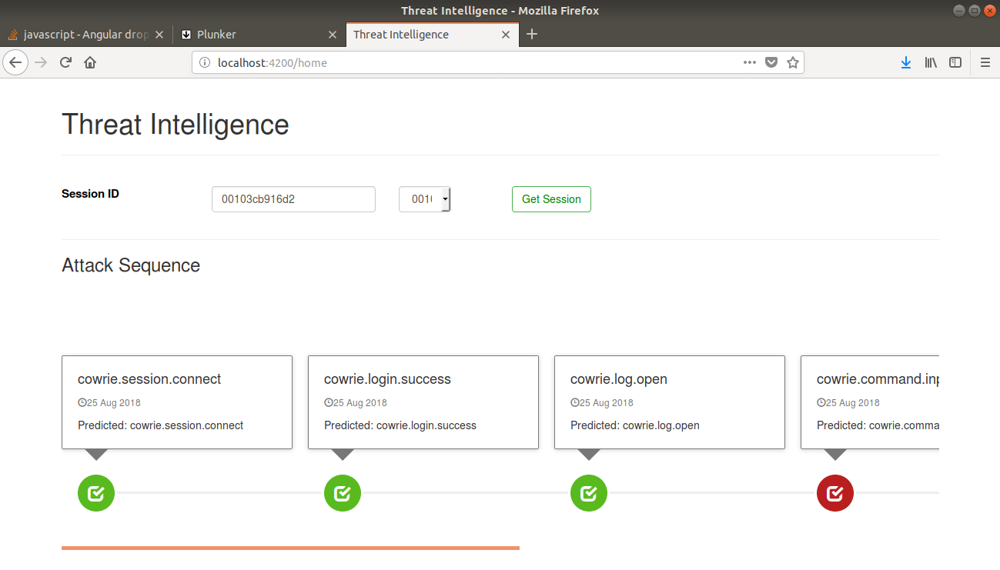 Threat Intelligence - Mozilla Firefox
javascript - Angular drop
Plunker
Threat Intelligence
localhost:4200/home
Threat Intelligence
Session ID
00103cb916d2
Get Session
Attack Sequence
cowrie.session.connect
25 Aug 2018
Predicted: cowrie.session.connect
cowrie.login.success
25 Aug 2018
Predicted: cowrie.login.success
cowrie.log.open
25 Aug 2018
Predicted: cowrie.log.open
cowrie.command.inp
25 Aug 2018
Predicted: cowrie.comma